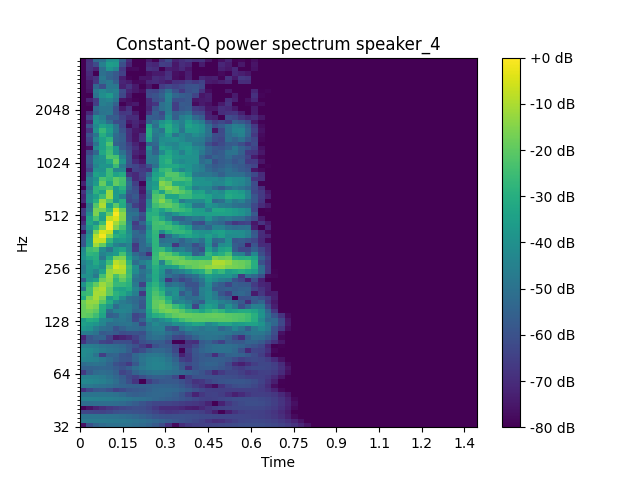 Constant-Q power spectrum speaker_4
Hz
2048
1024
512
256
128
64
32
0 0.15 0.3 0.45 0.6 0.75 0.9 1.1 1.2 1.4
Time
+0 dB
-10 dB
-20 dB
-30 dB
-40 dB
-50 dB
-60 dB
-70 dB
-80 dB